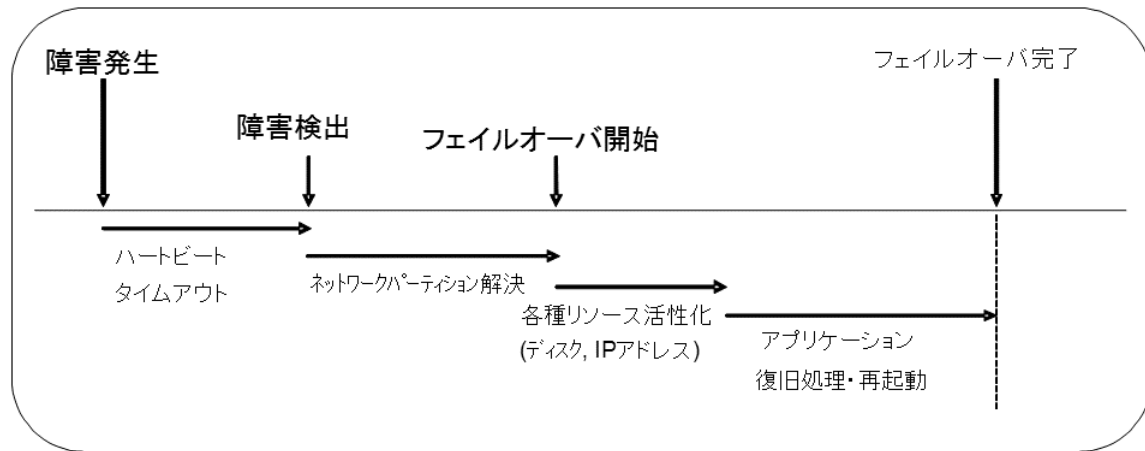 障害発生
フェイルオーバ完了
障害検出
フェイルオーバ開始
ハートビート
タイムアウト
ネットワークパーティション解決
各種リソース活性化
(ディスク, IPアドレス)
アプリケーション
復旧処理・再起動